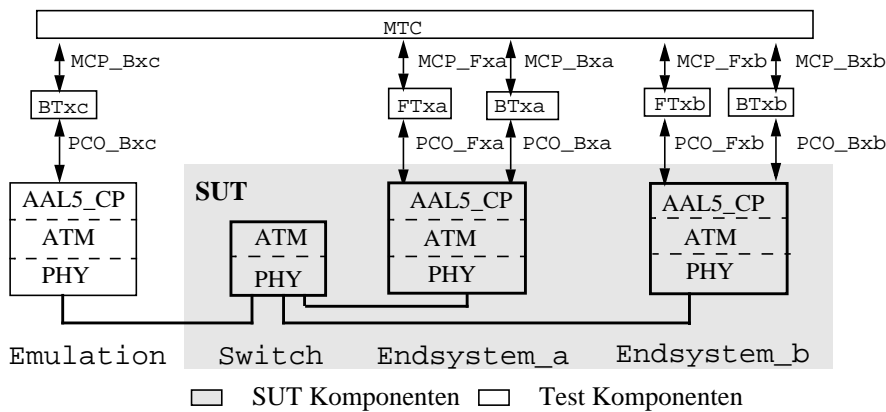 MTC
MCP_Bxc MCP_Fxa MCP_Bxa MCP_Fxb MCP_Bxb
BTxc FTxa BTxa FTxb BTxb
PCO_Bxc PCO_Fxa PCO_Bxa PCO_Fxb PCO_Bxb
SUT
AAL5_CP AAL5_CP AAL5_CP
ATM ATM ATM ATM
PHY PHY PHY PHY
Emulation Switch Endsystem_a Endsystem_b
SUT Komponenten Test Komponenten